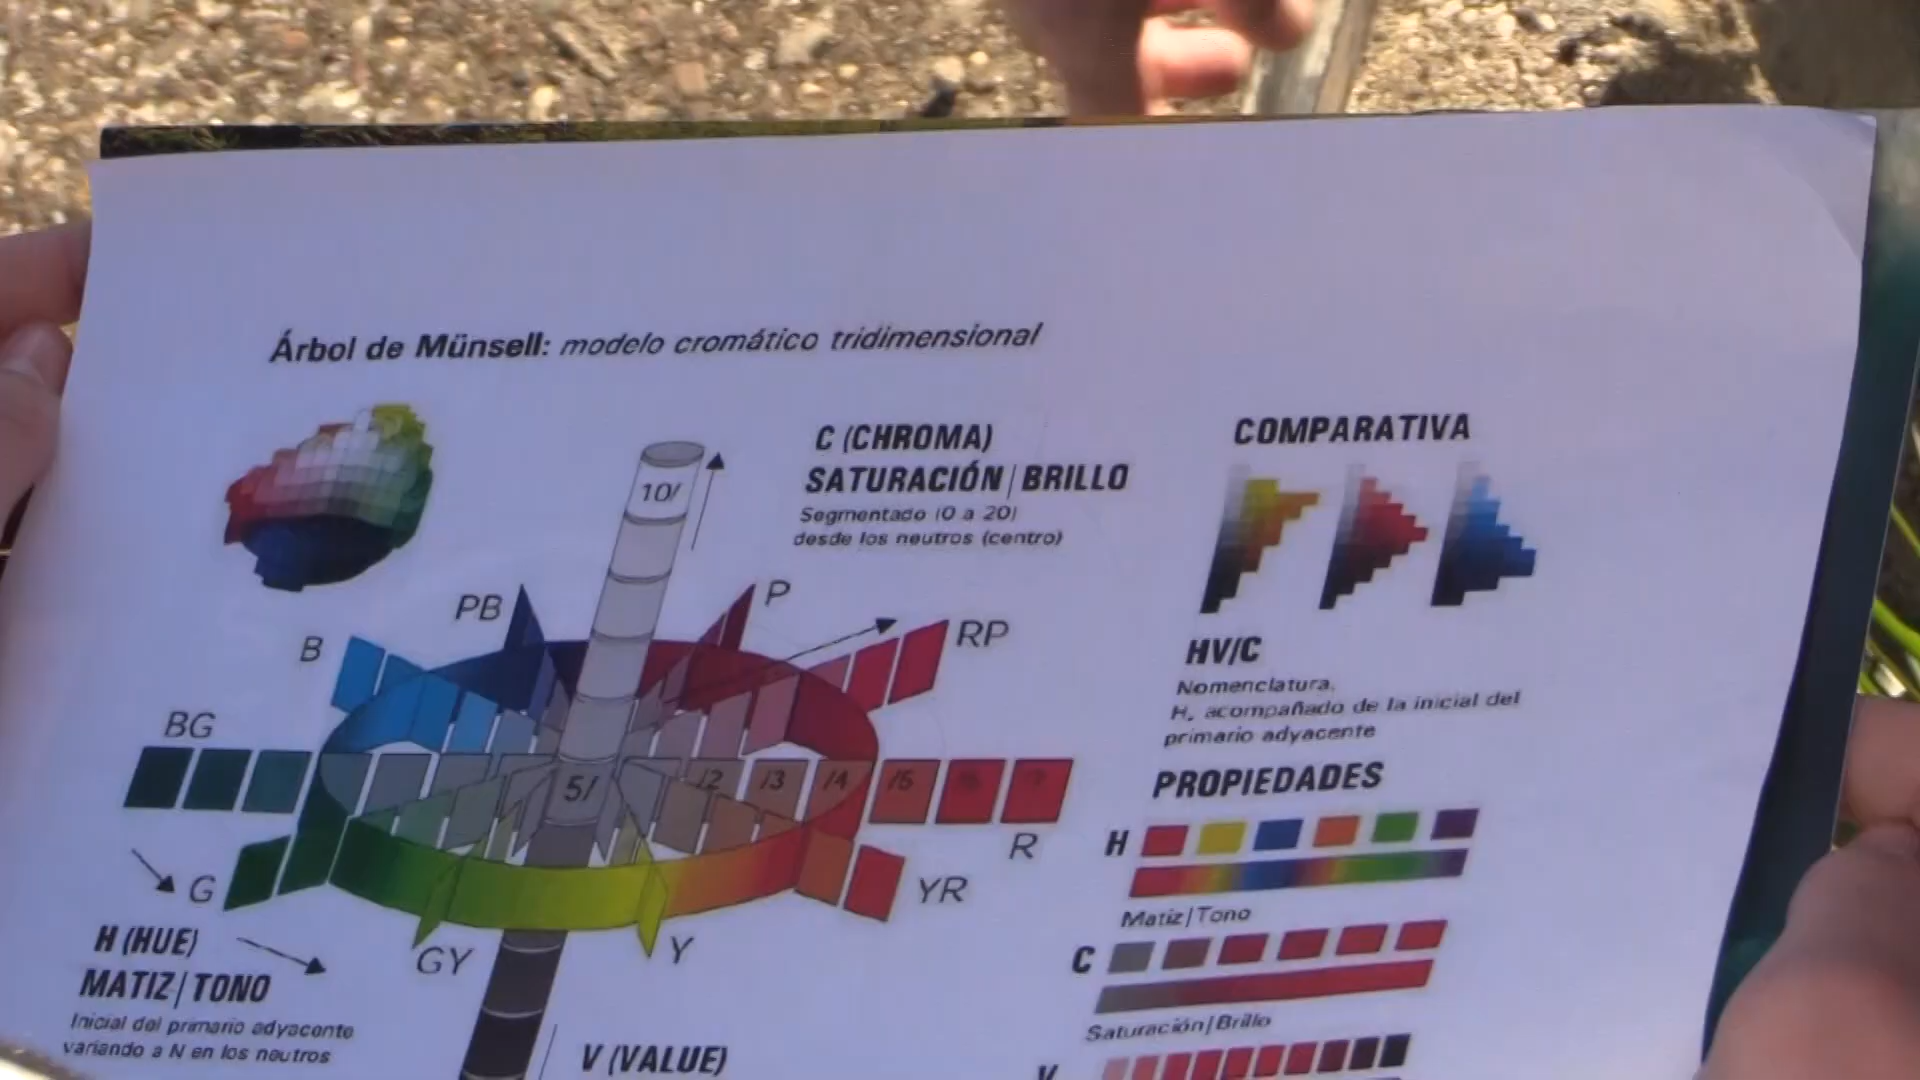 Árbol de Münsell: modelo cromático tridimensional
C (CHROMA)
SATURACIÓN | BRILLO
Segmentado (0 a 20)
desde los neutros (centro)
COMPARATIVA
10/
PB
P
B
RP
BG
5/
/2
/3
/4
/5
R
G
YR
GY
Y
H (HUE)
MATIZ | TONO
Inicial del primario adyacente
variando a N en los neutros
V (VALUE)
HV/C
Nomenclatura.
H, acompañado de la inicial del
primario adyacente
PROPIEDADES
H
Matiz | Tono
C
Saturación | Brillo